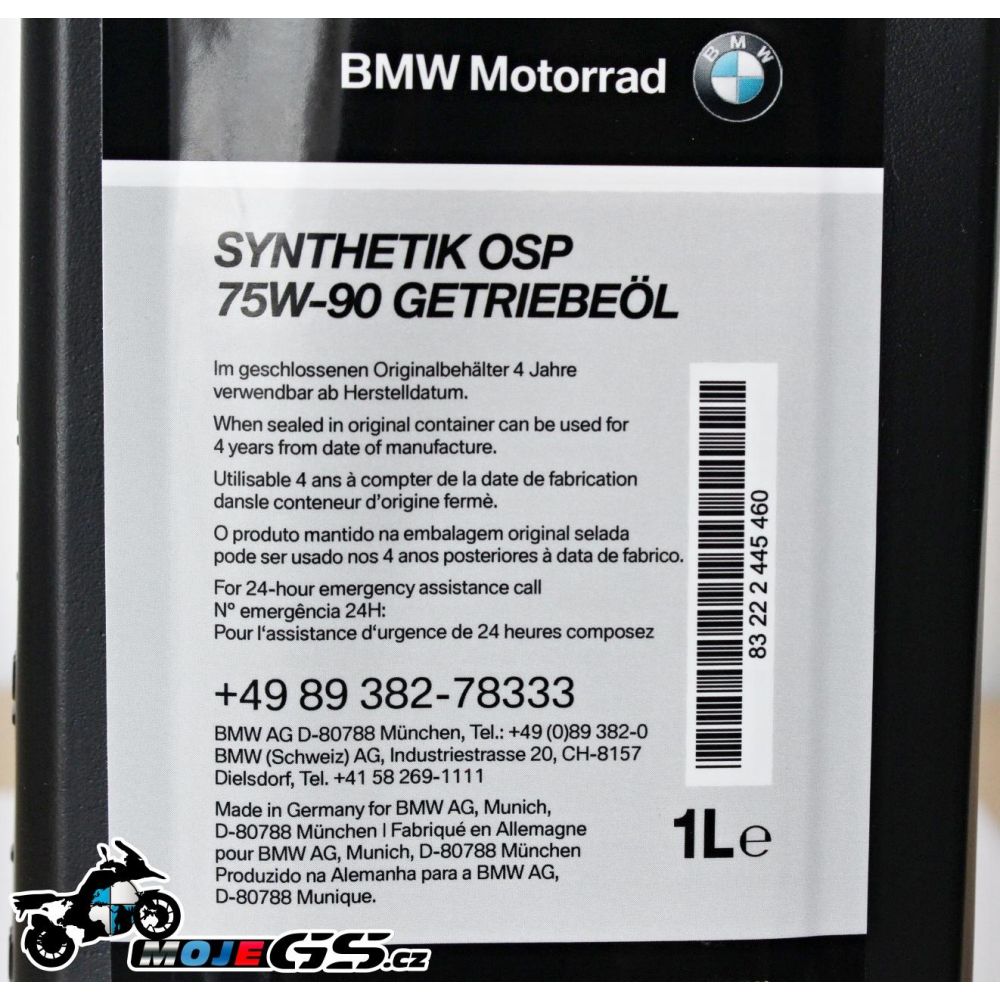 BMW Motorrad
BMW
SYNTHETIK OSP
75W-90 GETRIEBEÖL
Im geschlossenen Originalbehälter 4 Jahre
verwendbar ab Herstelldatum.
When sealed in original container can be used for
4 years from date of manufacture.
Utilisable 4 ans à compter de la date de fabrication
dansle conteneur d'origine fermè.
O produto mantido na embalagem original selada
pode ser usado nos 4 anos posteriores à data de fabrico.
For 24-hour emergency assistance call
N° emergência 24H:
Pour l'assistance d'urgence de 24 heures composez
+49 89 382-78333
BMW AG D-80788 München, Tel.: +49 (0)89 382-0
BMW (Schweiz) AG, Industriestrasse 20, CH-8157
Dielsdorf, Tel. +41 58 269-1111
Made in Germany for BMW AG, Munich,
D-80788 München | Fabriqué en Allemagne
pour BMW AG, Munich, D-80788 München
Produzido na Alemanha para a BMW AG,
D-80788 Munique.
83 22 2 445 460
1L e
MOJEGS.cz